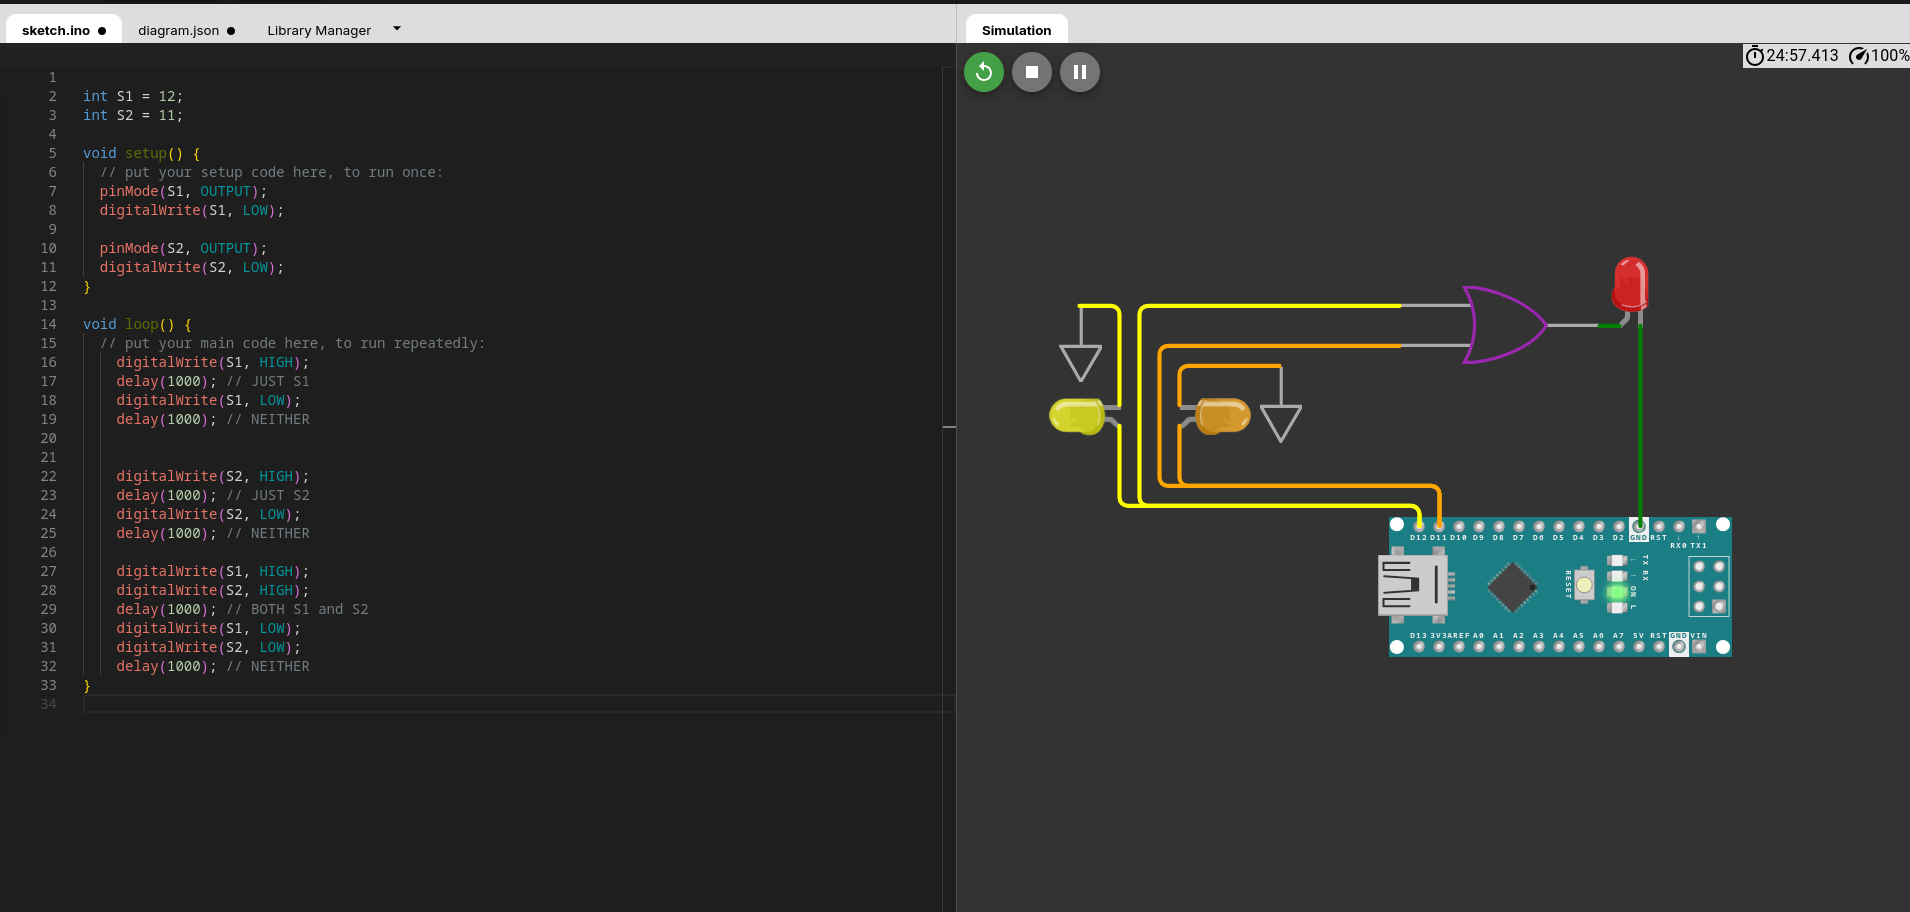 sketch.ino
diagram.json
Library Manager
Simulation
24:57.413
100%
1
2 int S1 = 12;
3 int S2 = 11;
4
5 void setup() {
6 // put your setup code here, to run once:
7 pinMode(S1, OUTPUT);
8 digitalWrite(S1, LOW);
9
10 pinMode(S2, OUTPUT);
11 digitalWrite(S2, LOW);
12 }
13
14 void loop() {
15 // put your main code here, to run repeatedly:
16 digitalWrite(S1, HIGH);
17 delay(1000); // JUST S1
18 digitalWrite(S1, LOW);
19 delay(1000); // NEITHER
20
21
22 digitalWrite(S2, HIGH);
23 delay(1000); // JUST S2
24 digitalWrite(S2, LOW);
25 delay(1000); // NEITHER
26
27 digitalWrite(S1, HIGH);
28 digitalWrite(S2, HIGH);
29 delay(1000); // BOTH S1 and S2
30 digitalWrite(S1, LOW);
31 digitalWrite(S2, LOW);
32 delay(1000); // NEITHER
33 }
34
D12 D11 D10 D9 D8 D7 D6 D5 D4 D3 D2 GND RST
RX0 TX1
RESET
TX RX
ON L
D13 3V3 AREF A0 A1 A2 A3 A4 A5 A6 A7 5V RST GND VIN